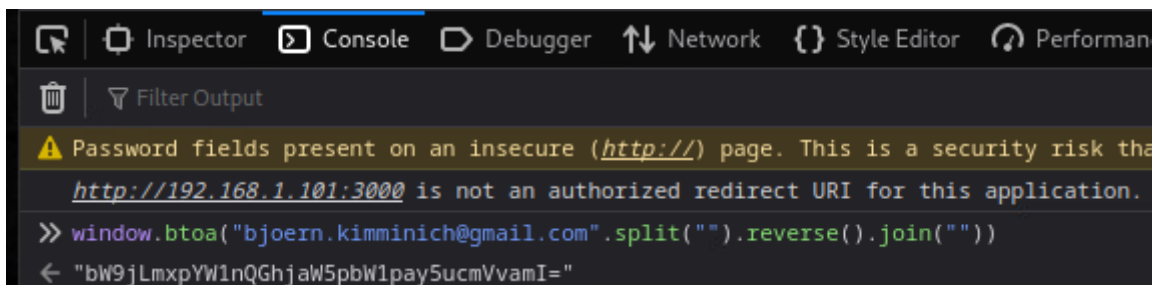 Inspector Console Debugger Network {} Style Editor Performan
Filter Output
Password fields present on an insecure (http://) page. This is a security risk tha
http://192.168.1.101:3000 is not an authorized redirect URI for this application.
>> window.btoa("bjoern.kimminich@gmail.com".split("").reverse().join(""))
← "bW9jLmxpYW1nQGhjaW5pbW1pay5ucmVvamI="